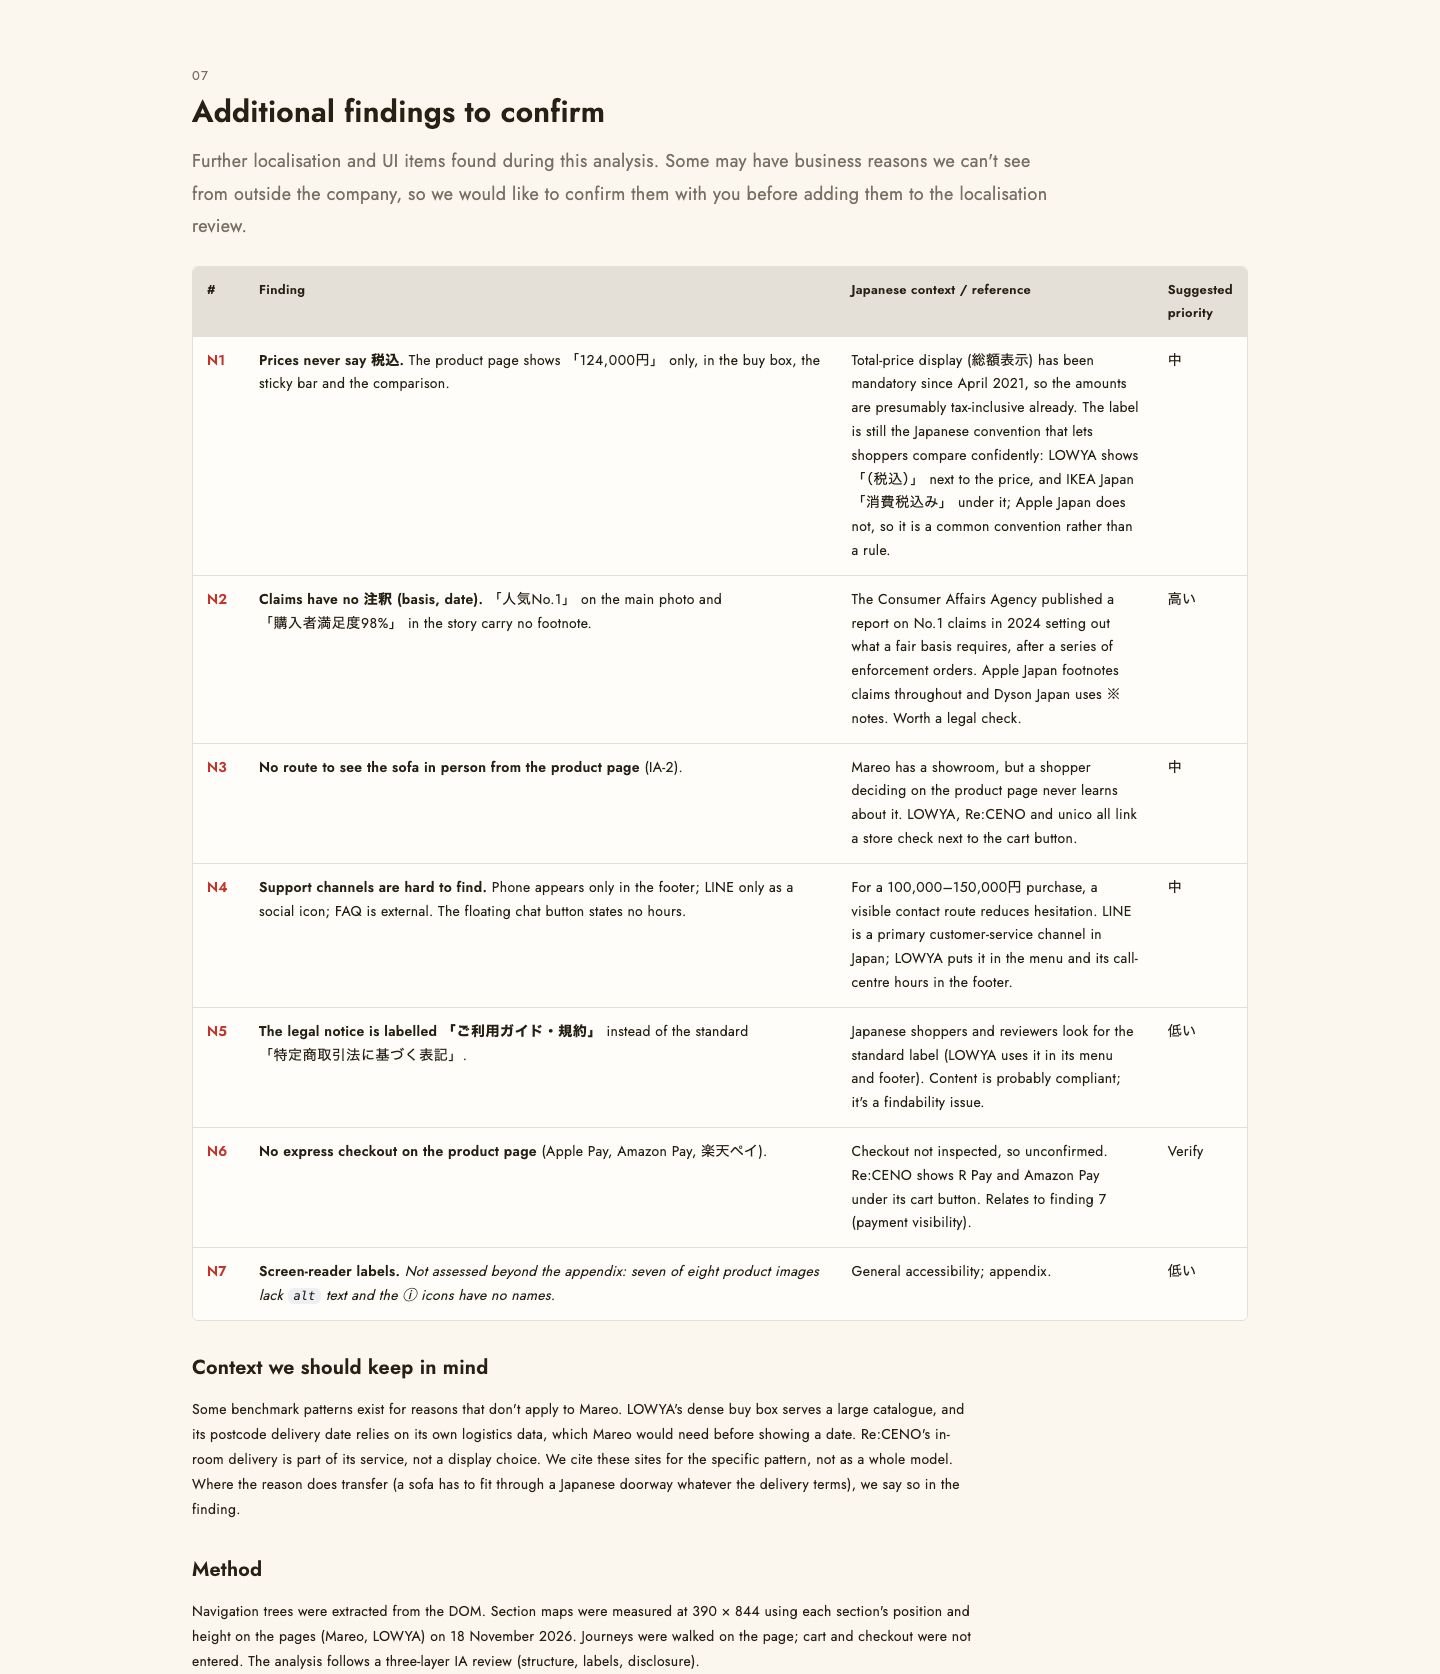 07
Additional findings to confirm
Further localisation and UI items found during this analysis. Some may have business reasons we can't see
from outside the company, so we would like to confirm them with you before adding them to the localisation
review.
# Finding Japanese context / reference Suggested
priority
N1 Prices never say 税込. The product page shows 「124,000円」 only, in the buy box, the
sticky bar and the comparison.
Total-price display (総額表示) has been
mandatory since April 2021, so the amounts
are presumably tax-inclusive already. The label
is still the Japanese convention that lets
shoppers compare confidently: LOWYA shows
「(税込)」 next to the price, and IKEA Japan
「消費税込み」 under it; Apple Japan does
not, so it is a common convention rather than
a rule.
中
N2 Claims have no 注釈 (basis, date). 「人気No.1」 on the main photo and
「購入者満足度98%」 in the story carry no footnote.
The Consumer Affairs Agency published a
report on No.1 claims in 2024 setting out
what a fair basis requires, after a series of
enforcement orders. Apple Japan footnotes
claims throughout and Dyson Japan uses ※
notes. Worth a legal check.
高い
N3 No route to see the sofa in person from the product page (IA-2).
Mareo has a showroom, but a shopper
deciding on the product page never learns
about it. LOWYA, Re:CENO and unico all link
a store check next to the cart button.
中
N4 Support channels are hard to find. Phone appears only in the footer; LINE only as a
social icon; FAQ is external. The floating chat button states no hours.
For a 100,000–150,000円 purchase, a
visible contact route reduces hesitation. LINE
is a primary customer-service channel in
Japan; LOWYA puts it in the menu and its call-
centre hours in the footer.
中
N5 The legal notice is labelled 「ご利用ガイド・規約」 instead of the standard
「特定商取引法に基づく表記」.
Japanese shoppers and reviewers look for the
standard label (LOWYA uses it in its menu
and footer). Content is probably compliant;
it's a findability issue.
低い
N6 No express checkout on the product page (Apple Pay, Amazon Pay, 楽天ペイ).
Checkout not inspected, so unconfirmed.
Re:CENO shows R Pay and Amazon Pay
under its cart button. Relates to finding 7
(payment visibility).
Verify
N7 Screen-reader labels. Not assessed beyond the appendix: seven of eight product images
lack alt text and the ⓘ icons have no names.
General accessibility; appendix.
低い
Context we should keep in mind
Some benchmark patterns exist for reasons that don't apply to Mareo. LOWYA's dense buy box serves a large catalogue, and
its postcode delivery date relies on its own logistics data, which Mareo would need before showing a date. Re:CENO's in-
room delivery is part of its service, not a display choice. We cite these sites for the specific pattern, not as a whole model.
Where the reason does transfer (a sofa has to fit through a Japanese doorway whatever the delivery terms), we say so in the
finding.
Method
Navigation trees were extracted from the DOM. Section maps were measured at 390 × 844 using each section's position and
height on the pages (Mareo, LOWYA) on 18 November 2026. Journeys were walked on the page; cart and checkout were not
entered. The analysis follows a three-layer IA review (structure, labels, disclosure).